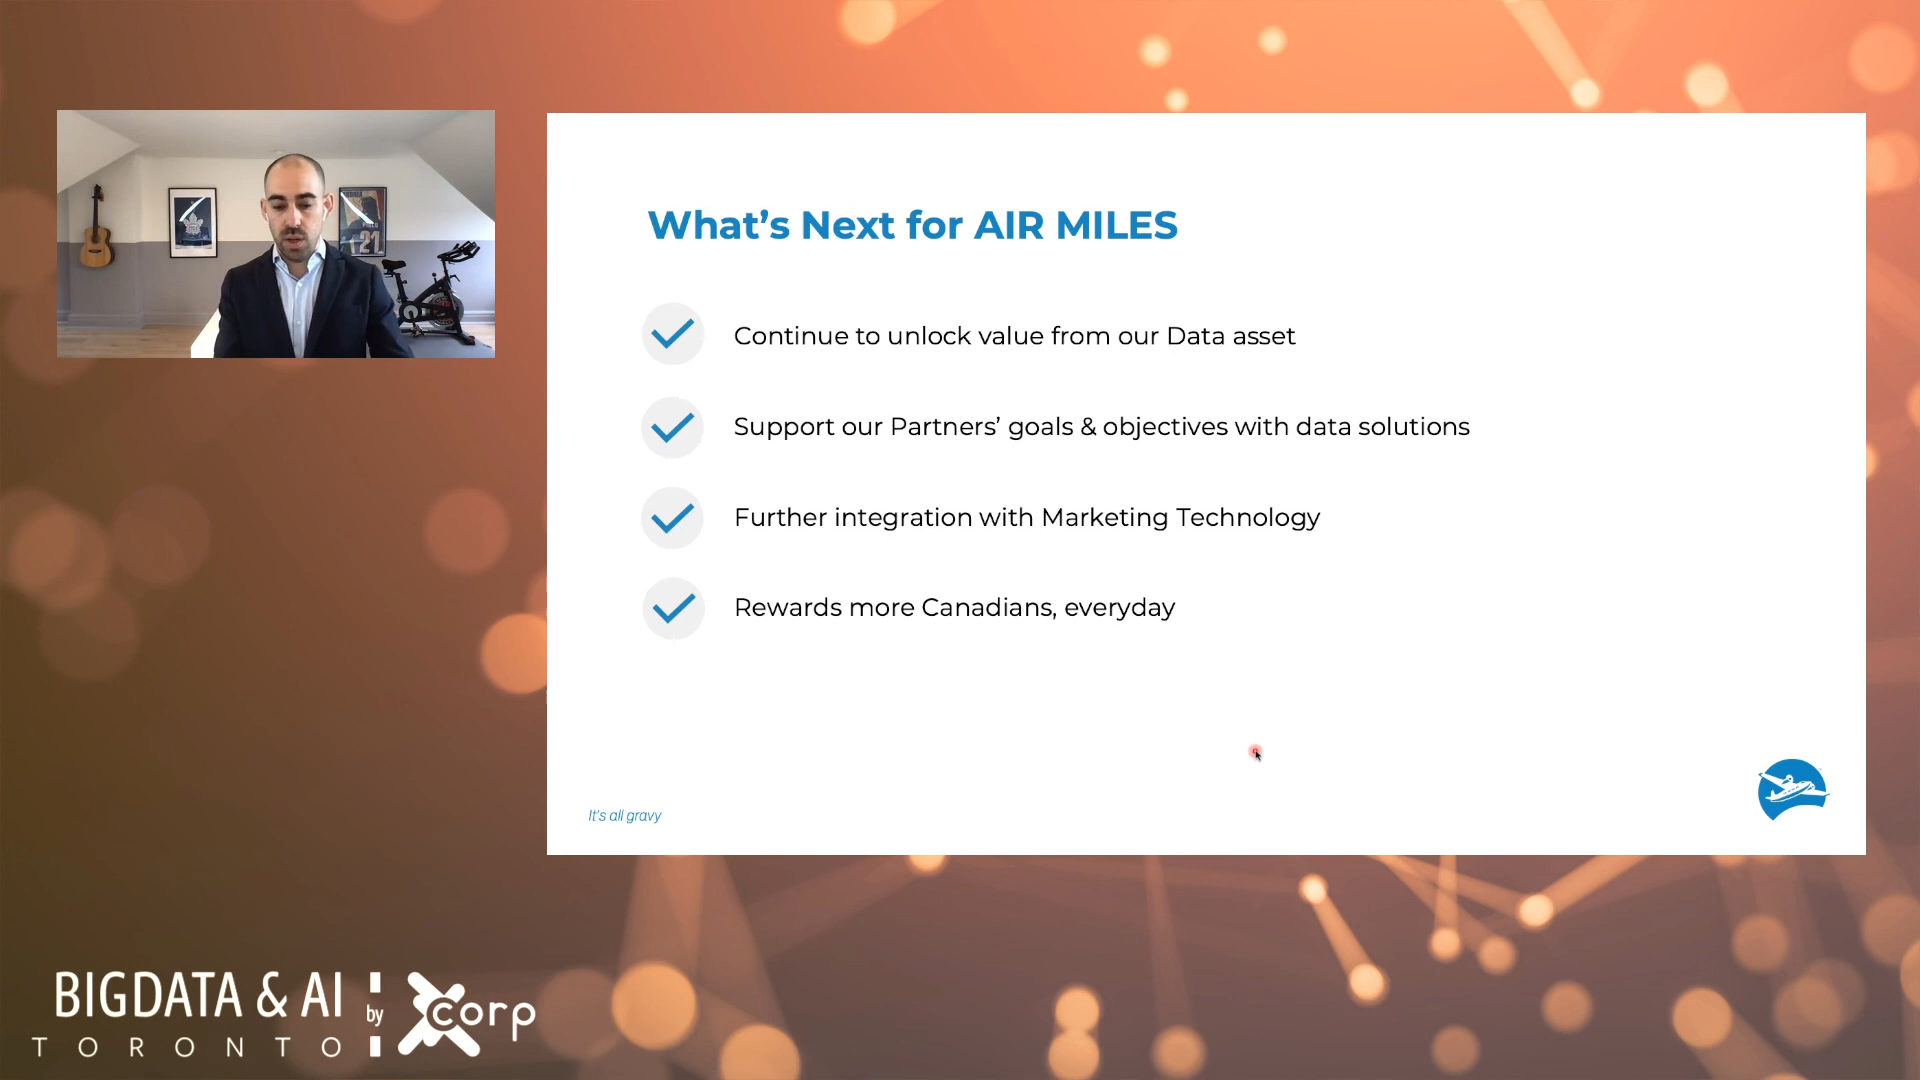 What's Next for AIR MILES
Continue to unlock value from our Data asset
Support our Partners' goals & objectives with data solutions
Further integration with Marketing Technology
Rewards more Canadians, everyday
It's all gravy
21
BIGDATA & AI
by
corp
TORONTO